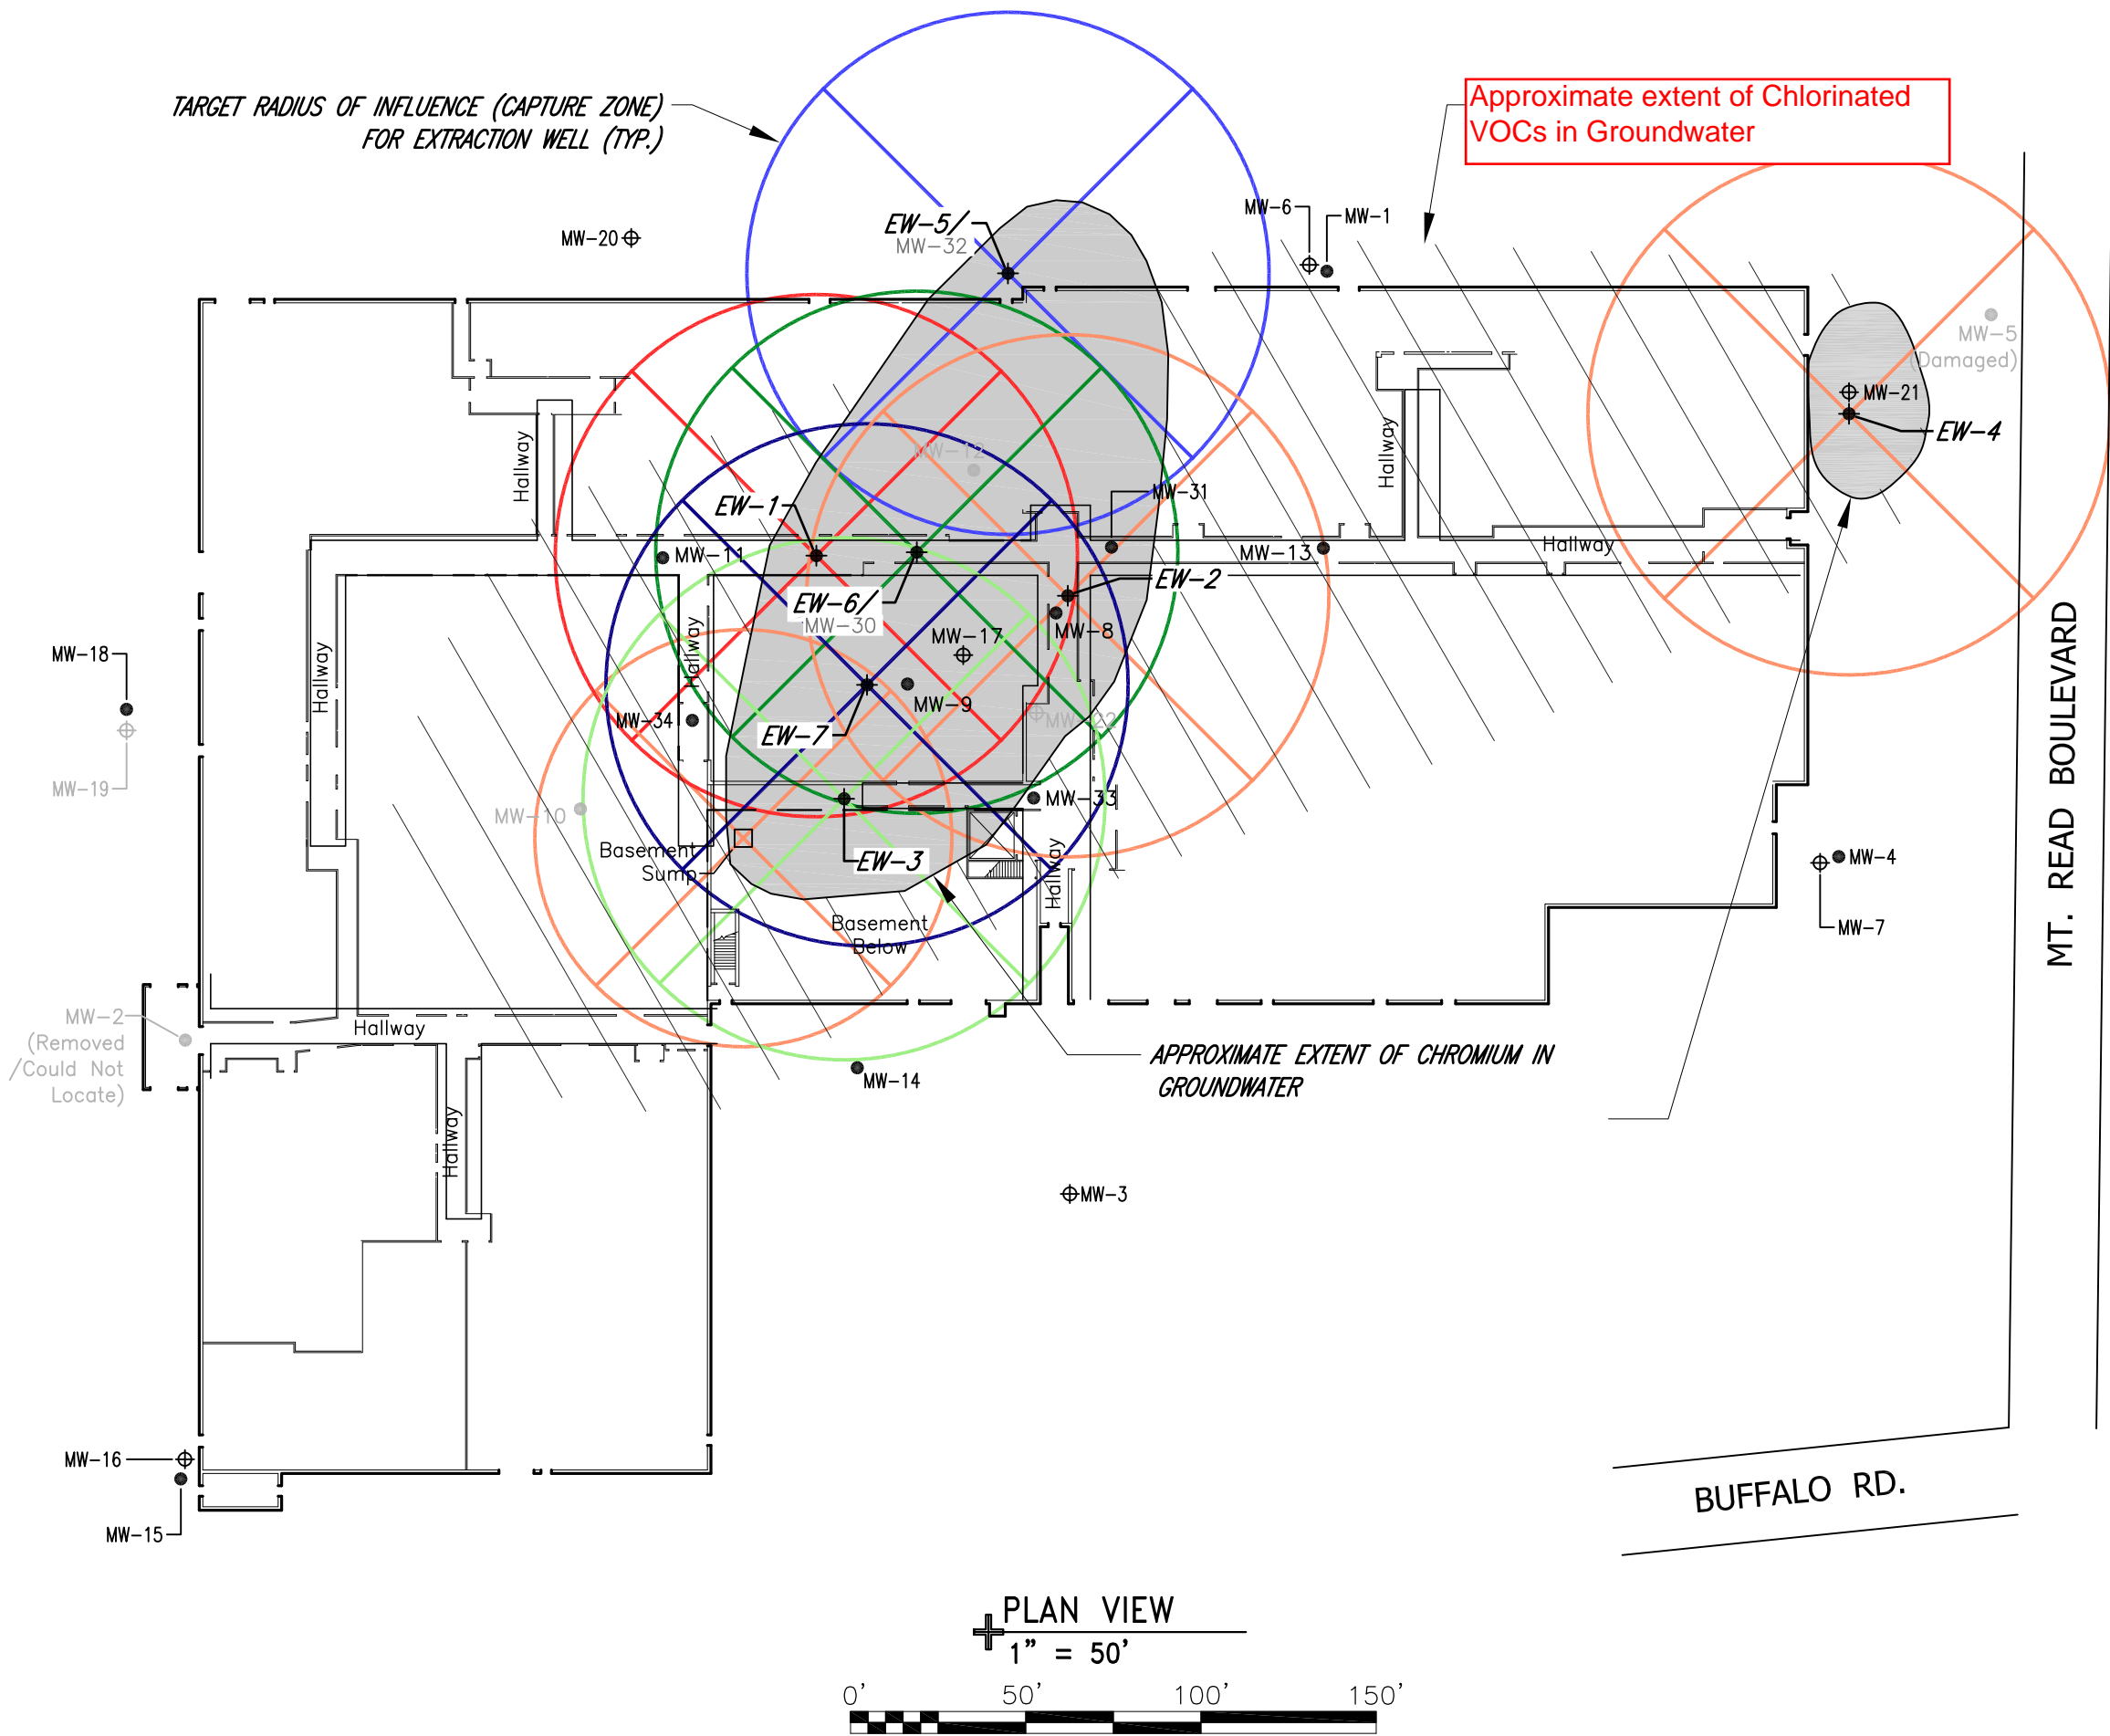 TARGET RADIUS OF INFLUENCE (CAPTURE ZONE)
FOR EXTRACTION WELL (TYP.)
Approximate extent of Chlorinated
VOCs in Groundwater
EW-5/
MW-32
MW-6
MW-1
MW-20
MW-5
(Damaged)
MW-21
EW-4
MW-12
Hallway
Hallway
EW-1
MW-31
MW-11
MW-13
Hallway
EW-2
EW-6/
MW-30
MW-17
MW-8
Hallway
Hallway
MW-18
MW-9
MW-34
MW-22
EW-7
MW-19
MW-10
MW-33
Basement
Sump
EW-3
Hallway
MW-4
MW-7
Basement
Below
MT. READ BOULEVARD
MW-2
(Removed
/Could Not
Locate)
Hallway
APPROXIMATE EXTENT OF CHROMIUM IN
GROUNDWATER
MW-14
Hallway
MW-3
MW-16
MW-15
BUFFALO RD.
PLAN VIEW
1" = 50'
0' 50' 100' 150'